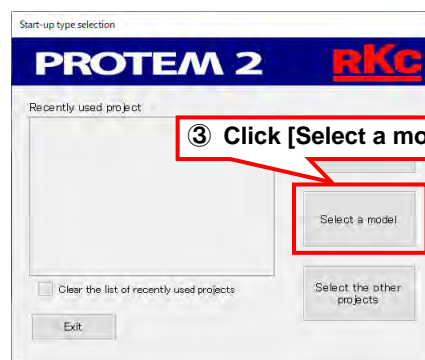 Start-up type selection
PROTEM 2
RKC
Recently used project
③ Click [Select a mo
Select a model
Clear the list of recently used projects
Select the other
projects
Exit